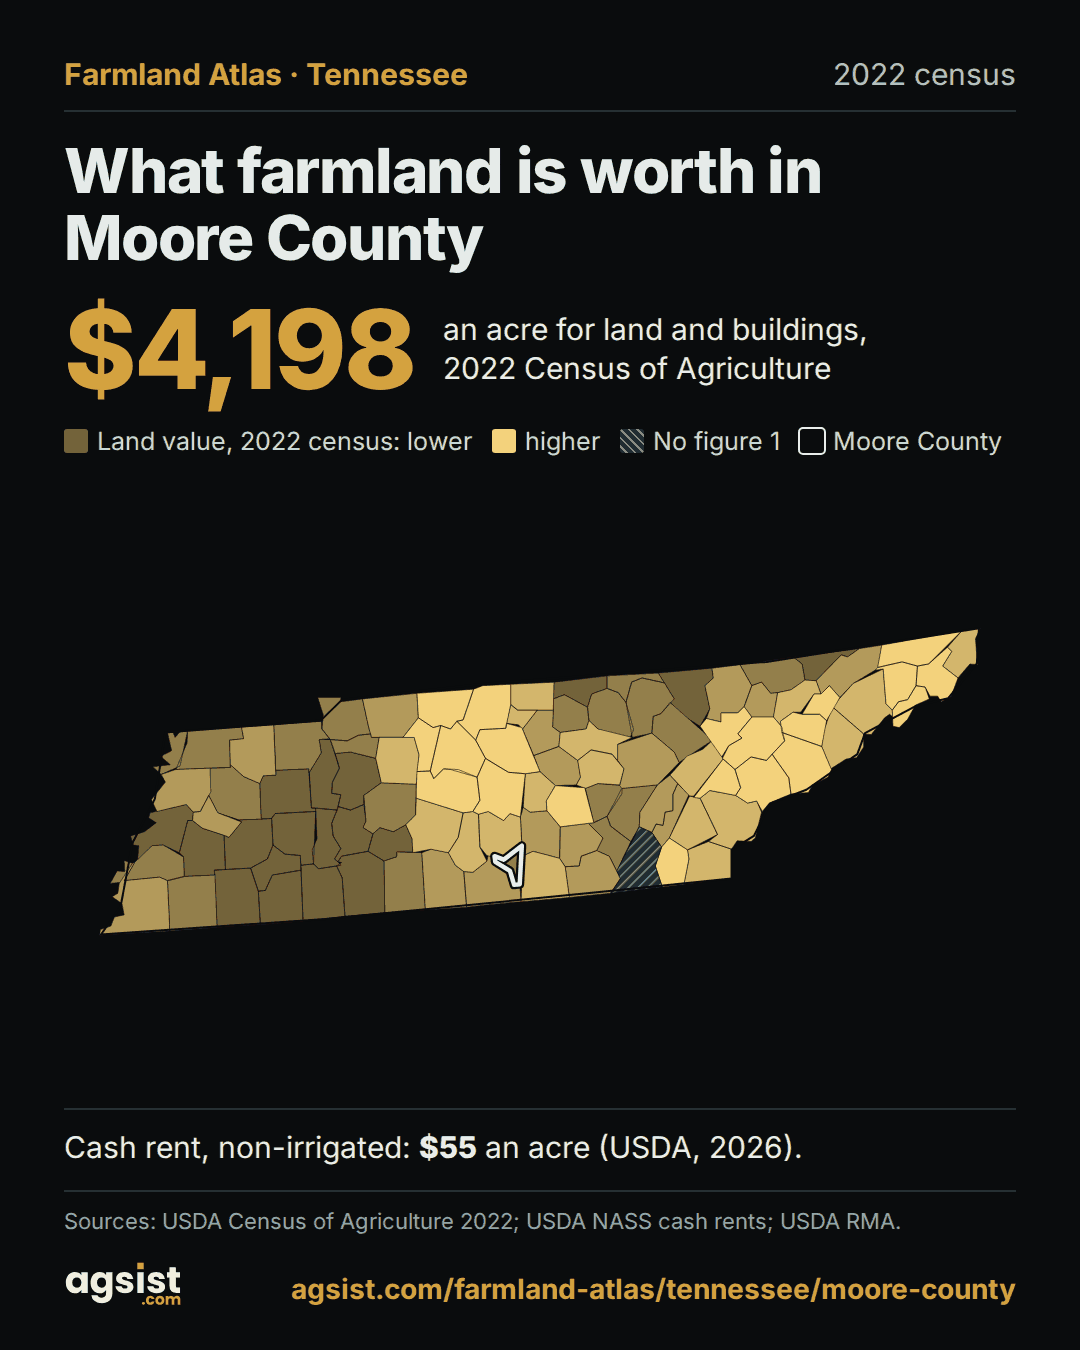 Farmland Atlas · Tennessee
2022 census
What farmland is worth in
Moore County
$4,198
an acre for land and buildings,
2022 Census of Agriculture
Land value, 2022 census: lower
higher
No figure 1
Moore County
Cash rent, non-irrigated: $55 an acre (USDA, 2026).
Sources: USDA Census of Agriculture 2022; USDA NASS cash rents; USDA RMA.
agsist
.com
agsist.com/farmland-atlas/tennessee/moore-county